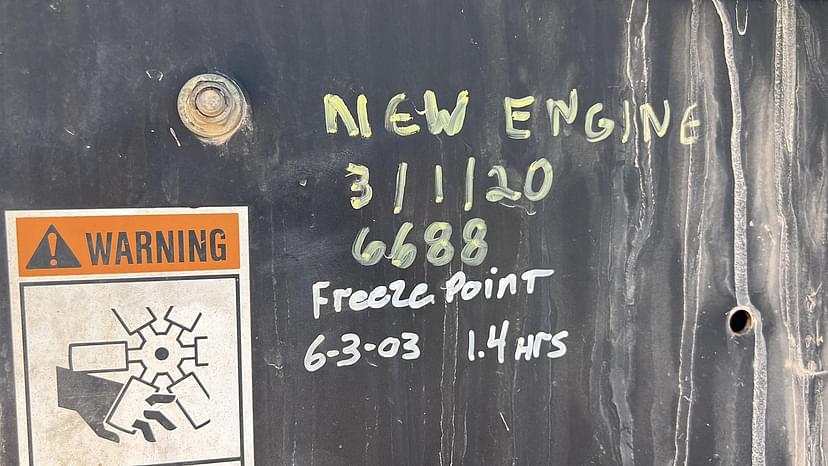 NEW ENGINE
3/1/20
6688
Freeze Point
6-3-03 1.4 Hrs
WARNING